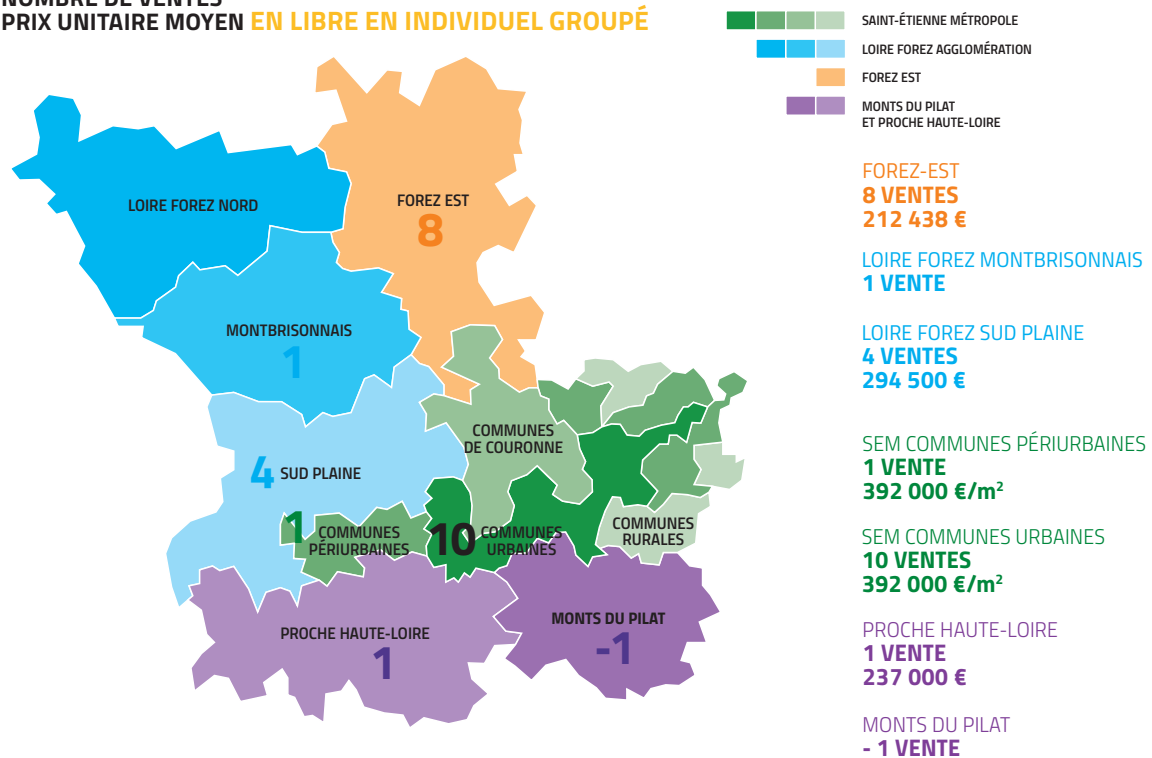 NOMBRE DE VENTES
PRIX UNITAIRE MOYEN EN LIBRE EN INDIVIDUEL GROUPÉ
SAINT-ÉTIENNE MÉTROPOLE
LOIRE FOREZ AGGLOMÉRATION
FOREZ EST
MONTS DU PILAT
ET PROCHE HAUTE-LOIRE
LOIRE FOREZ NORD
FOREZ EST
8
MONTBRISONNAIS
1
COMMUNES
DE COURONNE
4 SUD PLAINE
1 COMMUNES
PÉRIURBAINES
10 COMMUNES
URBAINES
COMMUNES
RURALES
PROCHE HAUTE-LOIRE
1
MONTS DU PILAT
-1
FOREZ-EST
8 VENTES
212 438 €
LOIRE FOREZ MONTBRISONNAIS
1 VENTE
LOIRE FOREZ SUD PLAINE
4 VENTES
294 500 €
SEM COMMUNES PÉRIURBAINES
1 VENTE
392 000 €/m²
SEM COMMUNES URBAINES
10 VENTES
392 000 €/m²
PROCHE HAUTE-LOIRE
1 VENTE
237 000 €
MONTS DU PILAT
- 1 VENTE